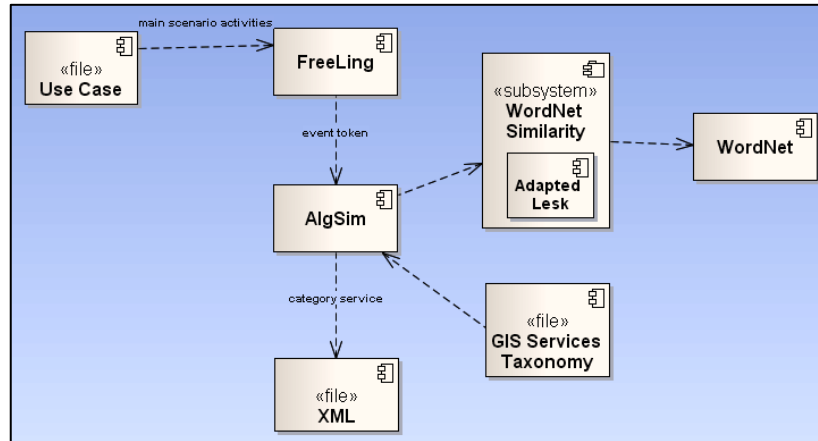 main scenario activities
«file»
Use Case
FreeLing
event token
«subsystem»
WordNet
Similarity
Adapted
Lesk
WordNet
AlgSim
category service
«file»
GIS Services
Taxonomy
«file»
XML